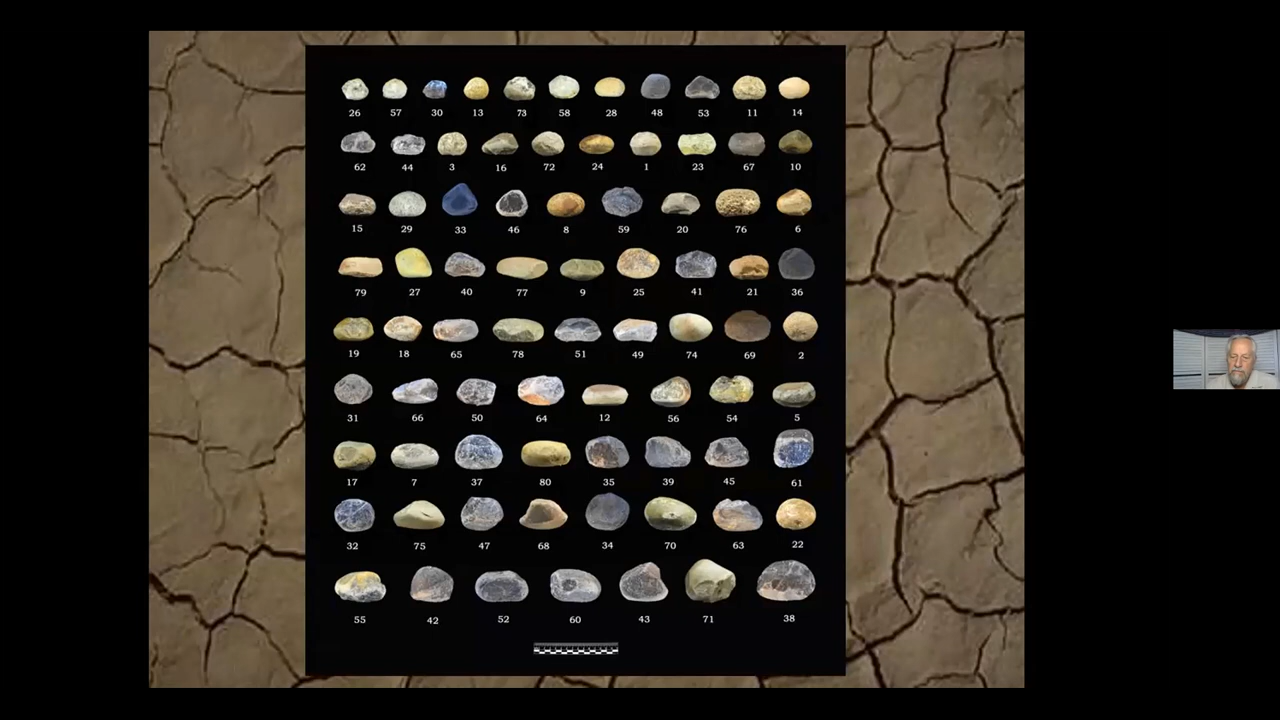 26 57 30 13 73 58 28 48 53 11 14
62 44 3 16 72 24 1 23 67 10
15 29 33 46 8 59 20 76 6
79 27 40 77 9 25 41 21 36
19 18 65 78 51 49 74 69 2
31 66 50 64 12 56 54 5
17 7 37 80 35 39 45 61
32 75 47 68 34 70 63 22
55 42 52 60 43 71 38